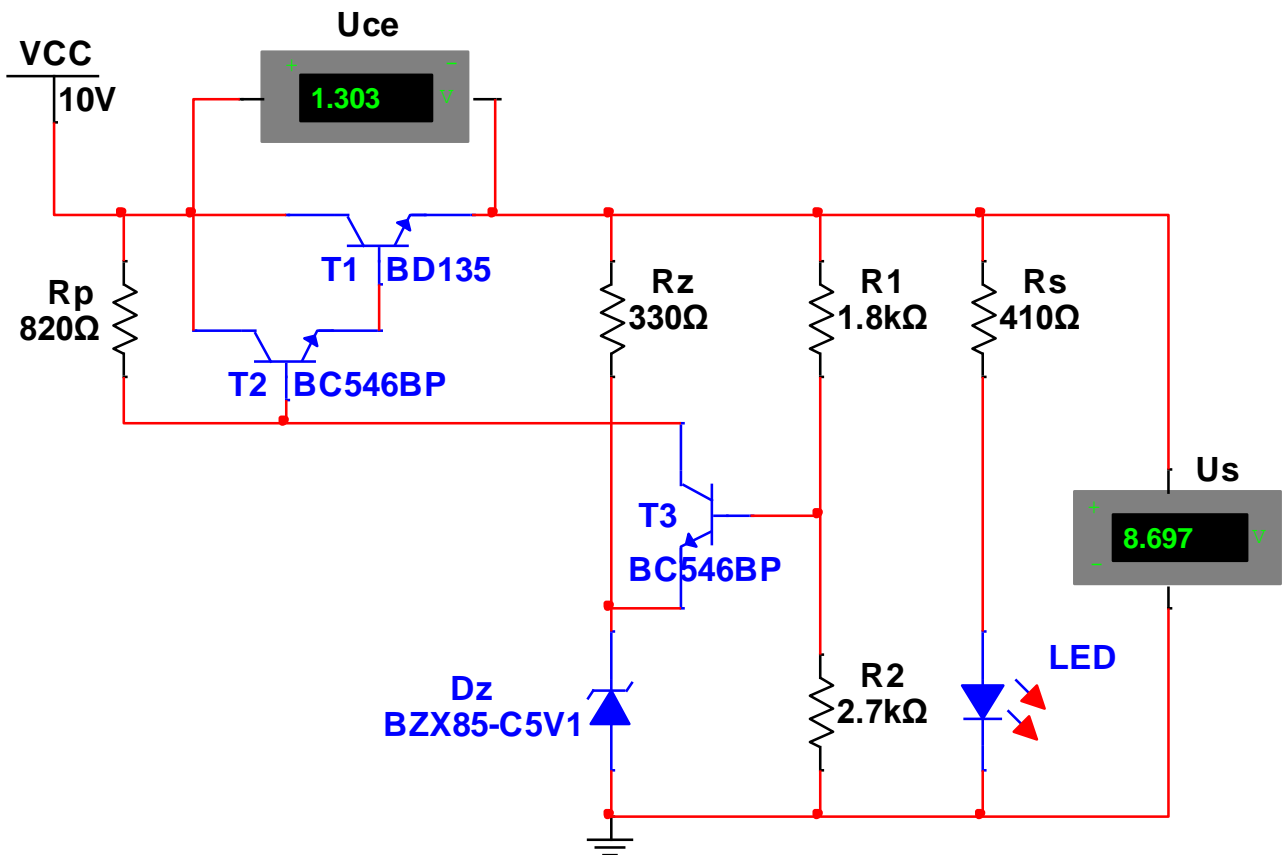 Uce
VCC
10V
+
−
1.303
V
T1
BD135
Rp
820Ω
Rz
330Ω
R1
1.8kΩ
Rs
410Ω
T2
BC546BP
Us
T3
+
8.697
V
−
BC546BP
LED
Dz
BZX85-C5V1
R2
2.7kΩ